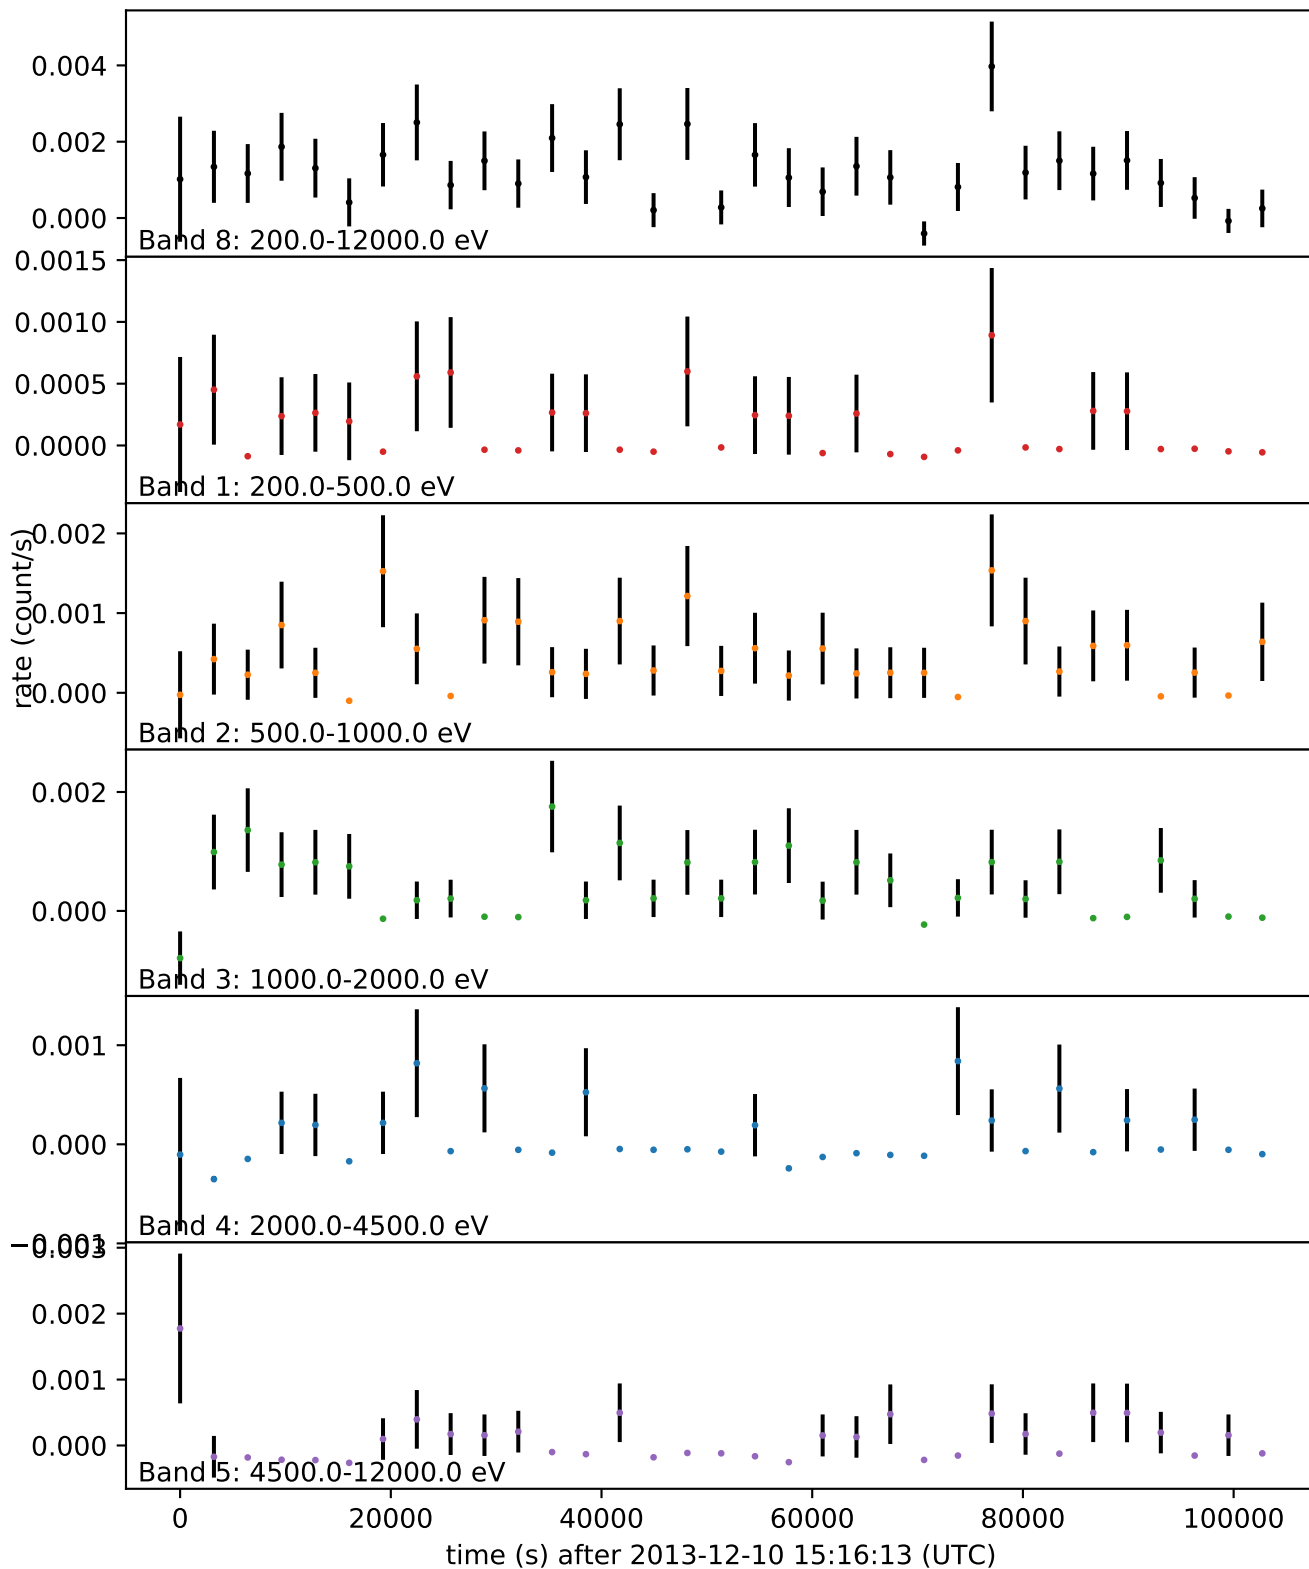 0.004
0.002
0.000
Band 8: 200.0-12000.0 eV
0.0015
0.0010
0.0005
0.0000
Band 1: 200.0-500.0 eV
rate (count/s)
0.002
0.001
0.000
Band 2: 500.0-1000.0 eV
0.002
0.000
Band 3: 1000.0-2000.0 eV
0.001
0.000
−0.001
Band 4: 2000.0-4500.0 eV
0.003
0.002
0.001
0.000
Band 5: 4500.0-12000.0 eV
0 20000 40000 60000 80000 100000
time (s) after 2013-12-10 15:16:13 (UTC)